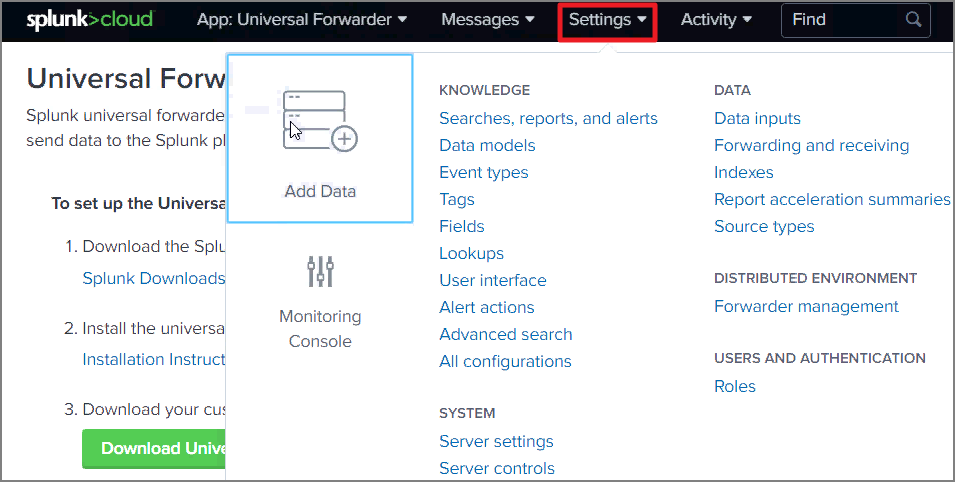 splunk>cloud App: Universal Forwarder Messages Settings Activity Find
Universal Forw
Splunk universal forwarde
send data to the Splunk pl
To set up the Universa
1. Download the Splu
Splunk Downloads
2. Install the universa
Installation Instruct
3. Download your cus
Download Unive
Add Data
Monitoring
Console
KNOWLEDGE
Searches, reports, and alerts
Data models
Event types
Tags
Fields
Lookups
User interface
Alert actions
Advanced search
All configurations
SYSTEM
Server settings
Server controls
DATA
Data inputs
Forwarding and receiving
Indexes
Report acceleration summaries
Source types
DISTRIBUTED ENVIRONMENT
Forwarder management
USERS AND AUTHENTICATION
Roles